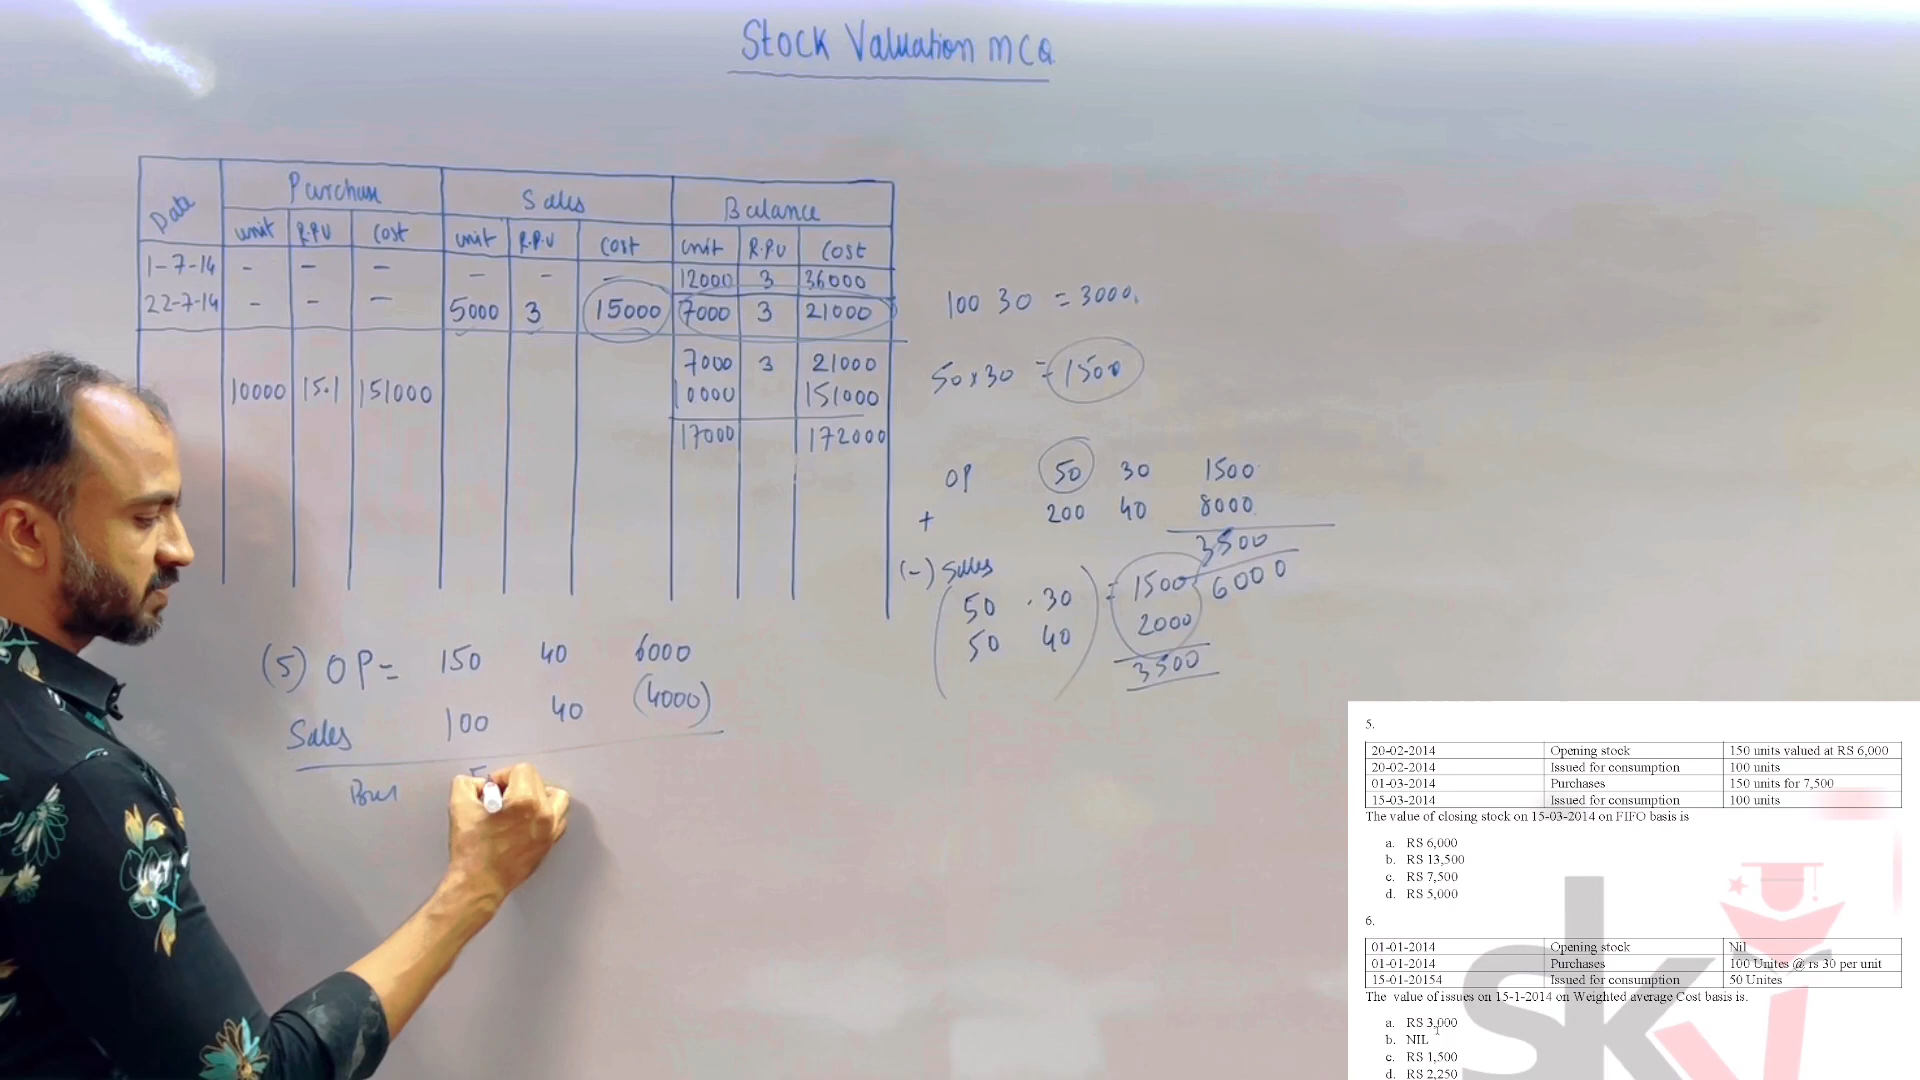 Stock Valuation MCQ
Date Purchase Sales Balance
unit R.P.U cost unit R.P.U cost unit R.P.U cost
1-7-14 - - - - - - 12000 3 36000
22-7-14 - - - 5000 3 15000 7000 3 21000
7000 3 21000
10000 15.1 151000 10000 151000
17000 172000
100 30 = 3000.
50 x 30 = 1500
OP 50 30 1500
+ 200 40 8000
3500
(-) Sales
50 . 30 = 1500 6000
50 40 2000
3500
(5) OP = 150 40 6000
Sales 100 40 (4000)
5.
20-02-2014 Opening stock 150 units valued at RS 6,000
20-02-2014 Issued for consumption 100 units
01-03-2014 Purchases 150 units for 7,500
15-03-2014 Issued for consumption 100 units
The value of closing stock on 15-03-2014 on FIFO basis is
a. RS 6,000
b. RS 13,500
c. RS 7,500
d. RS 5,000
6.
01-01-2014 Opening stock Nil
01-01-2014 Purchases 100 Unites @ rs 30 per unit
15-01-20154 Issued for consumption 50 Unites
The value of issues on 15-1-2014 on Weighted average Cost basis is.
a. RS 3,000
b. NIL
c. RS 1,500
d. RS 2,250